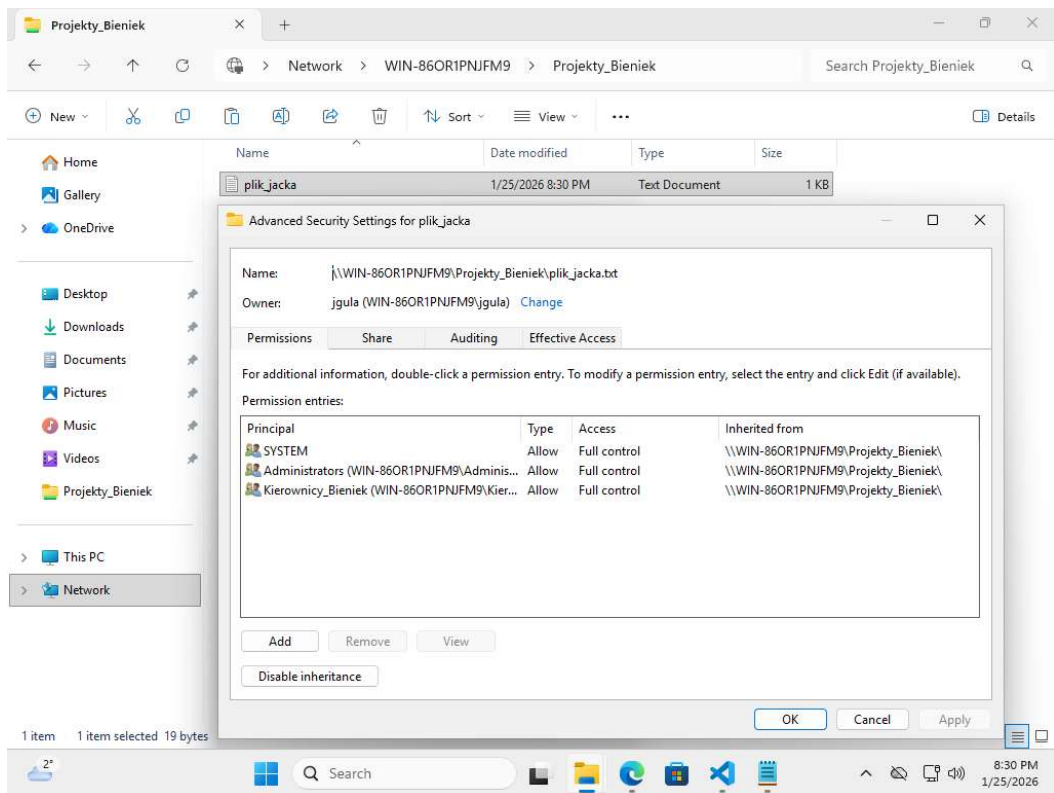 Projekty_Bieniek
Network > WIN-86OR1PNJFM9 > Projekty_Bieniek
Search Projekty_Bieniek
New
Sort
View
Details
Home
Gallery
OneDrive
Desktop
Downloads
Documents
Pictures
Music
Videos
Projekty_Bieniek
This PC
Network
Name Date modified Type Size
plik_jacka 1/25/2026 8:30 PM Text Document 1 KB
Advanced Security Settings for plik_jacka
Name: \\WIN-86OR1PNJFM9\Projekty_Bieniek\plik_jacka.txt
Owner: jgula (WIN-86OR1PNJFM9\jgula) Change
Permissions Share Auditing Effective Access
For additional information, double-click a permission entry. To modify a permission entry, select the entry and click Edit (if available).
Permission entries:
Principal Type Access Inherited from
SYSTEM Allow Full control \\WIN-86OR1PNJFM9\Projekty_Bieniek\
Administrators (WIN-86OR1PNJFM9\Adminis... Allow Full control \\WIN-86OR1PNJFM9\Projekty_Bieniek\
Kierownicy_Bieniek (WIN-86OR1PNJFM9\Kier... Allow Full control \\WIN-86OR1PNJFM9\Projekty_Bieniek\
Add Remove View
Disable inheritance
OK Cancel Apply
1 item 1 item selected 19 bytes
2°
Search
8:30 PM
1/25/2026